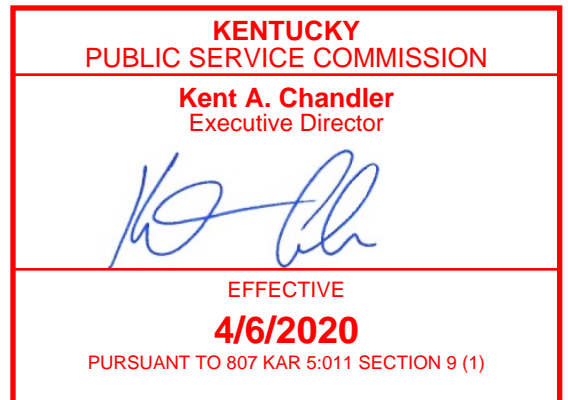 KENTUCKY
PUBLIC SERVICE COMMISSION
Kent A. Chandler
Executive Director
EFFECTIVE
4/6/2020
PURSUANT TO 807 KAR 5:011 SECTION 9 (1)